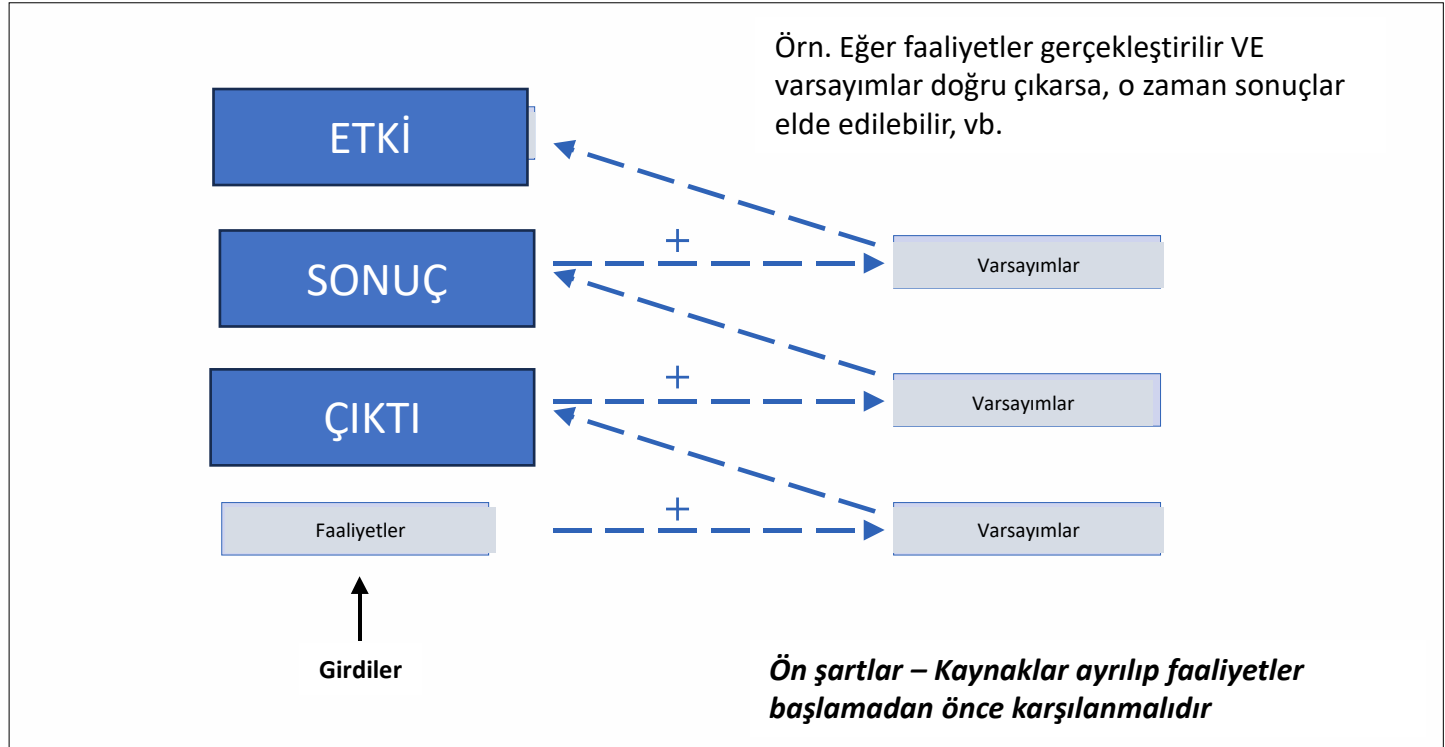 Örn. Eğer faaliyetler gerçekleştirilir VE
varsayımlar doğru çıkarsa, o zaman sonuçlar
elde edilebilir, vb.
ETKİ
+
SONUÇ
Varsayımlar
+
ÇIKTI
Varsayımlar
+
Faaliyetler
Varsayımlar
Girdiler
Ön şartlar – Kaynaklar ayrılıp faaliyetler
başlamadan önce karşılanmalıdır